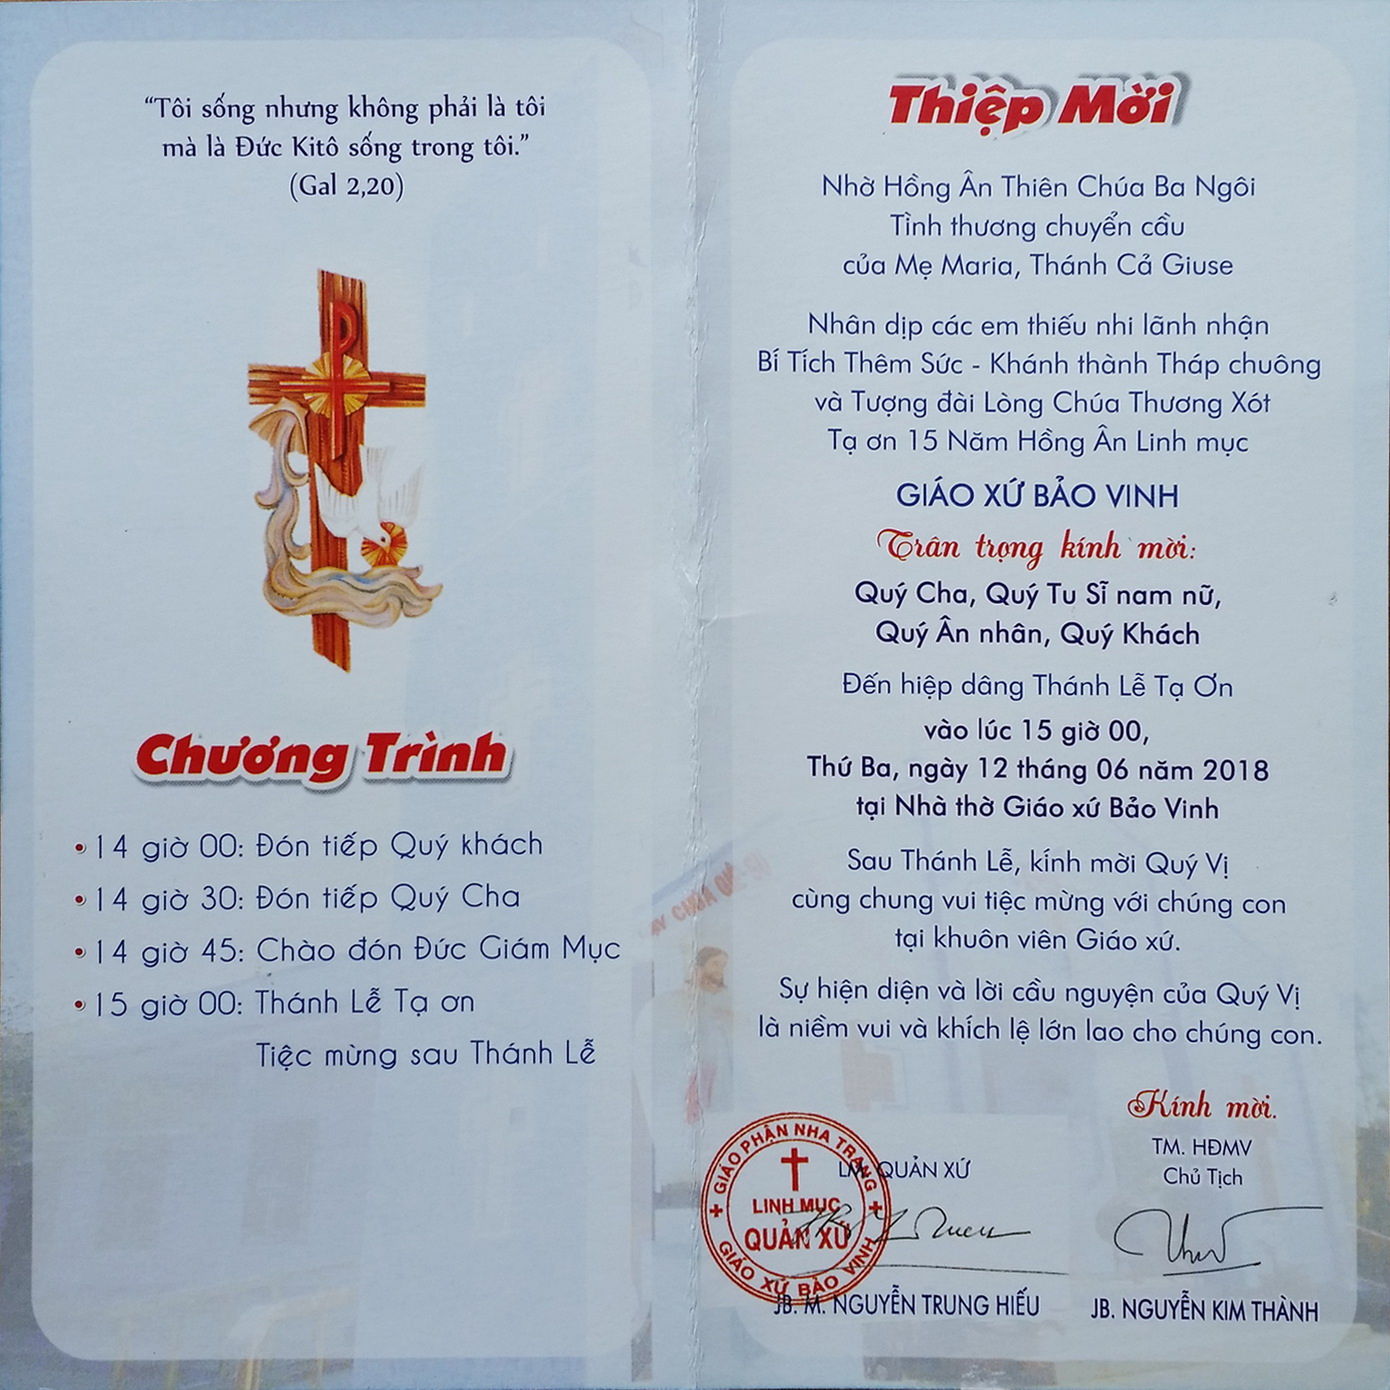 “Tôi sống nhưng không phải là tôi
mà là Đức Kitô sống trong tôi.”
(Gal 2,20)
Chương Trình
• 14 giờ 00: Đón tiếp Quý khách
• 14 giờ 30: Đón tiếp Quý Cha
• 14 giờ 45: Chào đón Đức Giám Mục
• 15 giờ 00: Thánh Lễ Tạ ơn
Tiệc mừng sau Thánh Lễ
Thiệp Mời
Nhờ Hồng Ân Thiên Chúa Ba Ngôi
Tình thương chuyển cầu
của Mẹ Maria, Thánh Cả Giuse
Nhân dịp các em thiếu nhi lãnh nhận
Bí Tích Thêm Sức - Khánh thành Tháp chuông
và Tượng đài Lòng Chúa Thương Xót
Tạ ơn 15 Năm Hồng Ân Linh mục
GIÁO XỨ BẢO VINH
Trân trọng kính mời:
Quý Cha, Quý Tu Sĩ nam nữ,
Quý Ân nhân, Quý Khách
Đến hiệp dâng Thánh Lễ Tạ Ơn
vào lúc 15 giờ 00,
Thứ Ba, ngày 12 tháng 06 năm 2018
tại Nhà thờ Giáo xứ Bảo Vinh
Sau Thánh Lễ, kính mời Quý Vị
cùng chung vui tiệc mừng với chúng con
tại khuôn viên Giáo xứ.
Sự hiện diện và lời cầu nguyện của Quý Vị
là niềm vui và khích lệ lớn lao cho chúng con.
Kính mời.
LM. QUẢN XỨ
GIÁO PHẬN NHA TRANG
LINH MỤC
QUẢN XỨ
GIÁO XỨ BẢO VINH
JB. M. NGUYỄN TRUNG HIẾU
TM. HĐMV
Chủ Tịch
JB. NGUYỄN KIM THÀNH